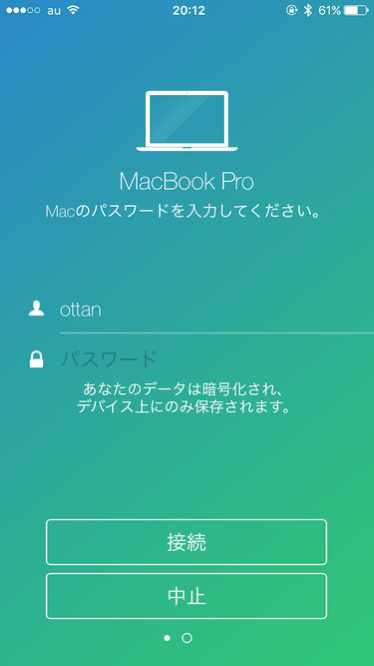 au 20:12 61%
MacBook Pro
Macのパスワードを入力してください。
ottan
パスワード
あなたのデータは暗号化され、
デバイス上にのみ保存されます。
接続
中止